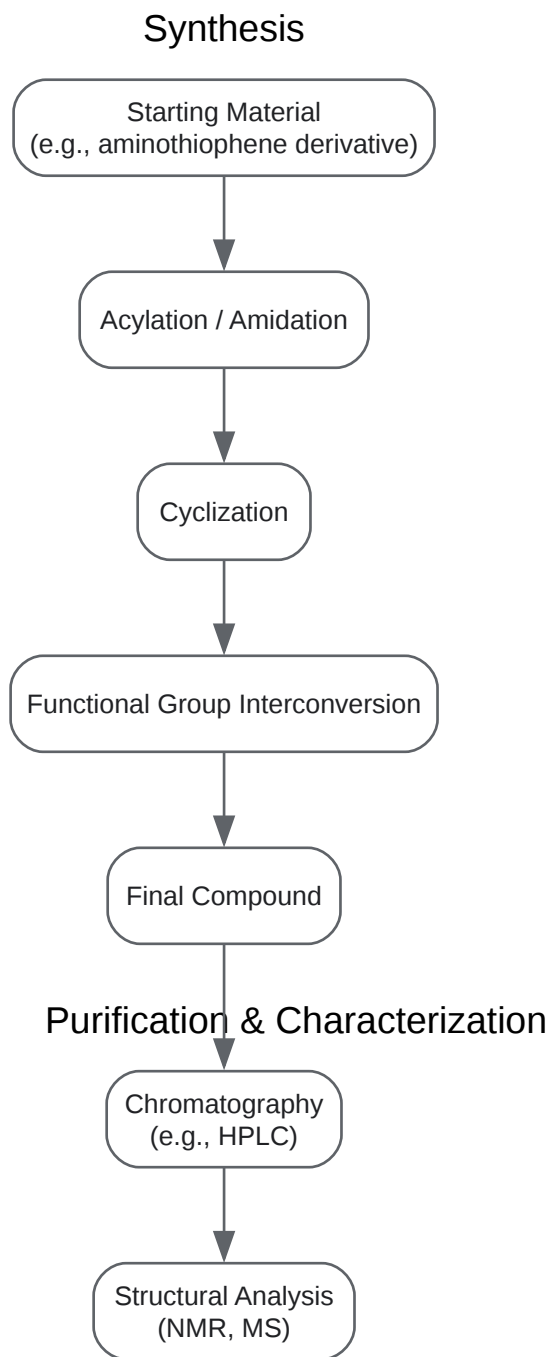 Synthesis
Starting Material
(e.g., aminothiophene derivative)
Acylation / Amidation
Cyclization
Functional Group Interconversion
Final Compound
Purification & Characterization
Chromatography
(e.g., HPLC)
Structural Analysis
(NMR, MS)